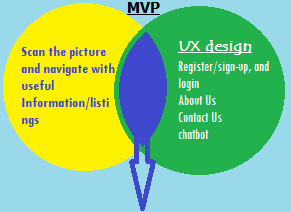 MVP
Scan the picture
and navigate with
useful
Information/listi
ngs
UX design
Register/sign-up, and
login
About Us
Contact Us
chatbot